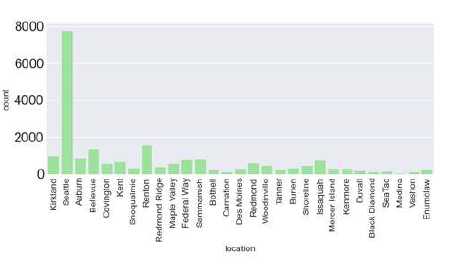 8000
6000
4000
2000
0
count
Kirkland
Seattle
Auburn
Bellevue
Covington
Kent
Snoqualmie
Renton
Redmond Ridge
Maple Valley
Federal Way
Sammamish
Bothell
Carnation
Des Moines
Redmond
Woodinville
Tanner
Burien
Shoreline
Issaquah
Mercer Island
Kenmore
Duvall
Black Diamond
SeaTac
Medina
Vashon
Enumclaw
location